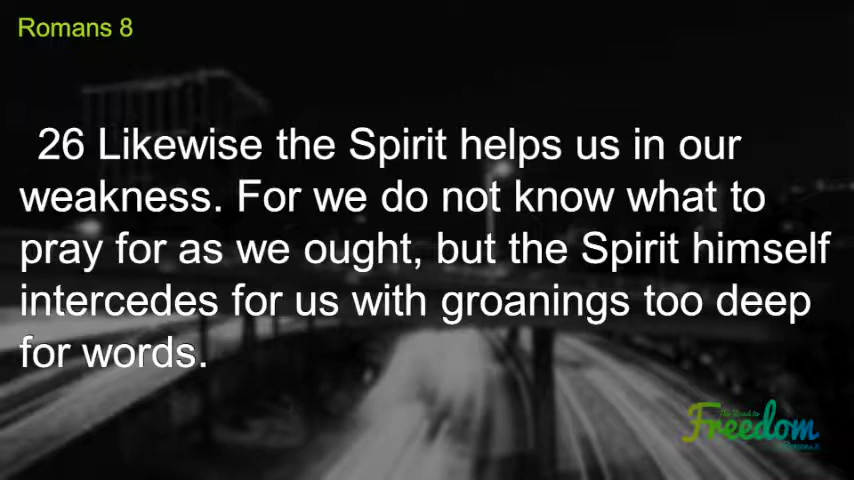 Romans 8
26 Likewise the Spirit helps us in our
weakness. For we do not know what to
pray for as we ought, but the Spirit himself
intercedes for us with groanings too deep
for words.
The Road to
Freedom
Romans 8